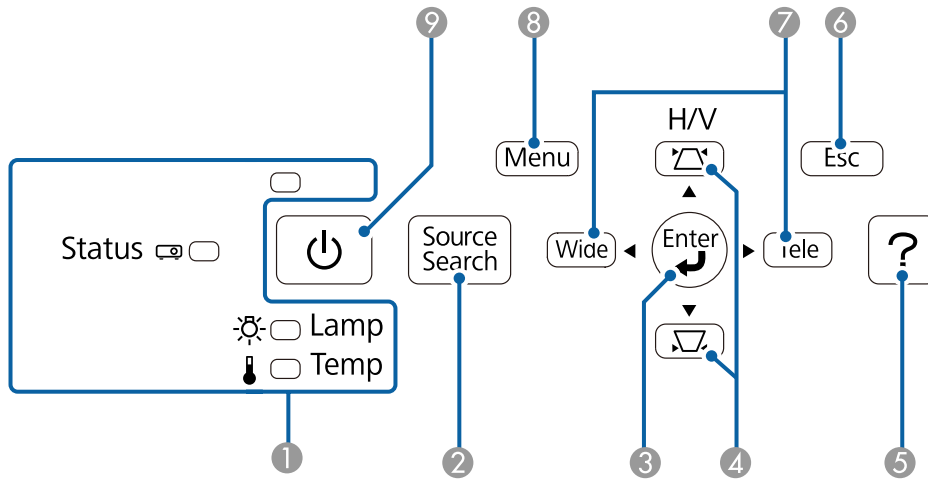 9 8 7 6
H/V
Menu Esc
Status
Source
Search
Wide
Enter
Tele
?
Lamp
Temp
1 2 3 4 5